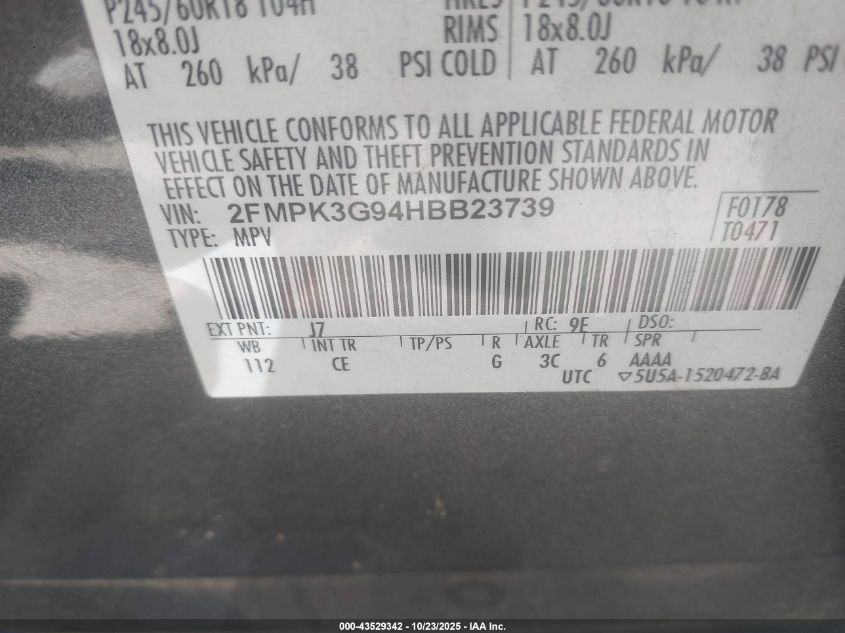 P245/60R18 104H
18x8.0J RIMS 18x8.0J
AT 260 kPa/ 38 PSI COLD AT 260 kPa/ 38 PSI
THIS VEHICLE CONFORMS TO ALL APPLICABLE FEDERAL MOTOR
VEHICLE SAFETY AND THEFT PREVENTION STANDARDS IN
EFFECT ON THE DATE OF MANUFACTURE SHOWN ABOVE.
VIN: 2FMPK3G94HBB23739 F0178
TYPE: MPV T0471
EXT PNT: J7 RC: 9E DSO:
WB INT TR TP/PS R AXLE TR SPR
112 CE G 3C 6 AAAA
UTC ▽5U5A-1520472-BA
000-43529342 - 10/23/2025 - IAA Inc.